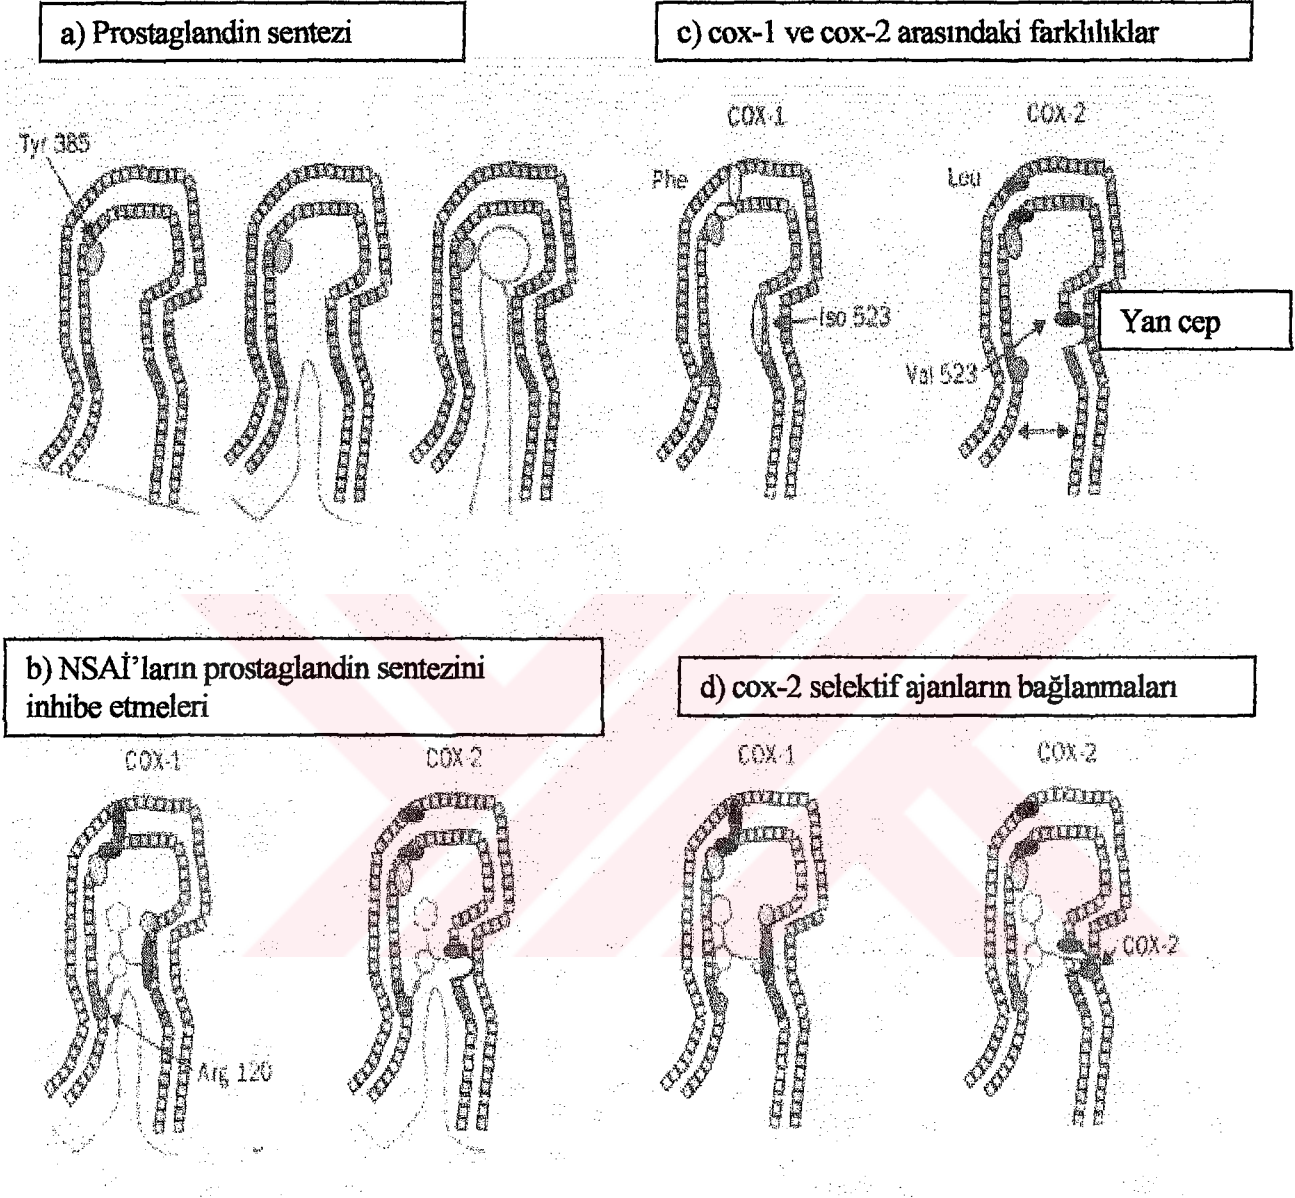 a) Prostaglandin sentezi
Tyr 385
c) cox-1 ve cox-2 arasındaki farklılıklar
COX-1
COX-2
Phe
Leu
Iso 523
Yan cep
Val 523
b) NSAİ'ların prostaglandin sentezini
inhibe etmeleri
COX-1
COX-2
Arg 120
d) cox-2 selektif ajanların bağlanmaları
COX-1
COX-2
COX-2